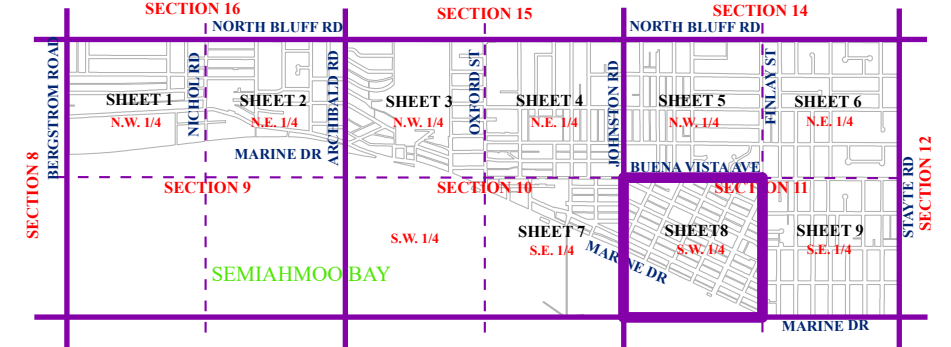 SECTION 16
SECTION 15
SECTION 14
NORTH BLUFF RD
NORTH BLUFF RD
BERGSTROM ROAD
NICHOL RD
ARCHIBALD RD
OXFORD ST
JOHNSTON RD
FINLAY ST
SHEET 1
N.W. 1/4
SHEET 2
N.E. 1/4
SHEET 3
N.W. 1/4
SHEET 4
N.E. 1/4
SHEET 5
N.W. 1/4
SHEET 6
N.E. 1/4
MARINE DR
BUENA VISTA AVE
SECTION 8
SECTION 9
SECTION 10
SECTION 11
SECTION 12
STAYTE RD
S.W. 1/4
SHEET 7
S.E. 1/4
MARINE DR
SHEET8
S.W. 1/4
SHEET 9
S.E. 1/4
SEMIAHMOO BAY
MARINE DR